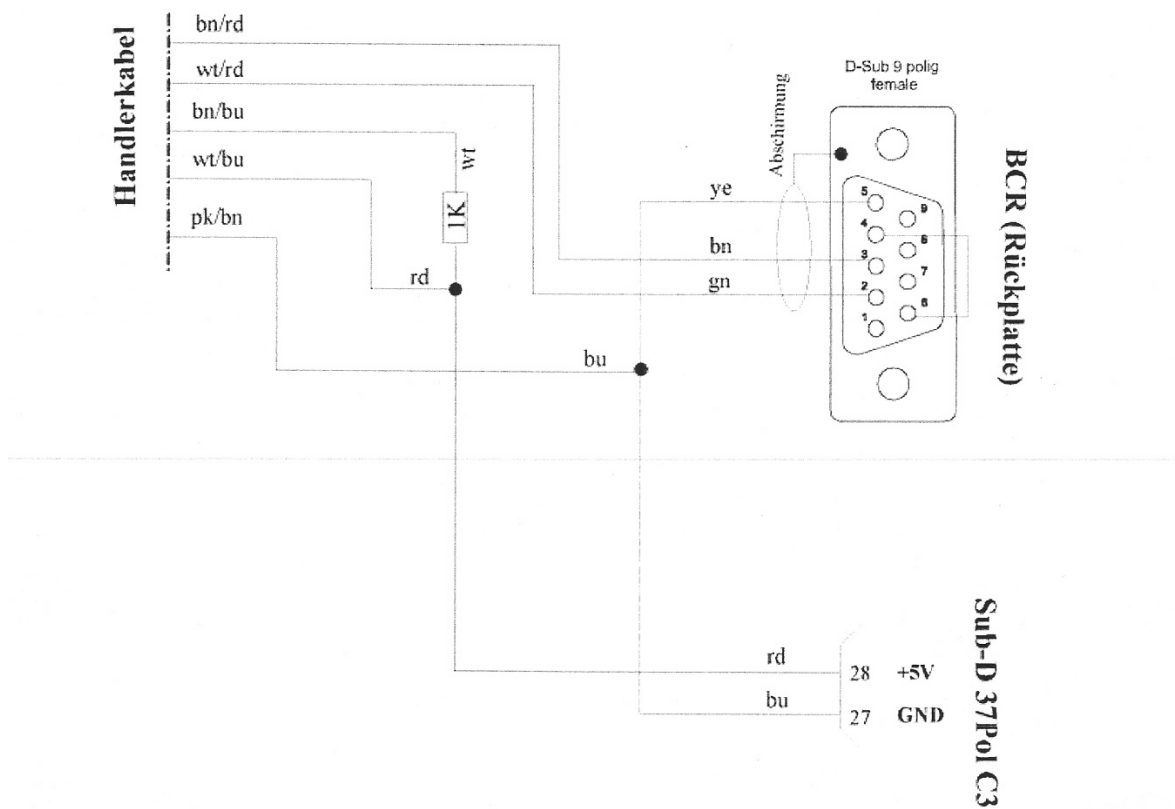 Handlerkabel
bn/rd
wt/rd
bn/bu
wt/bu
pk/bn
wt
1K
rd
bu
ye
bn
gn
Abschirmung
D-Sub 9 polig
female
5
4
3
2
1
9
8
7
6
BCR (Rückplatte)
rd
28 +5V
bu
27 GND
Sub-D 37Pol C3